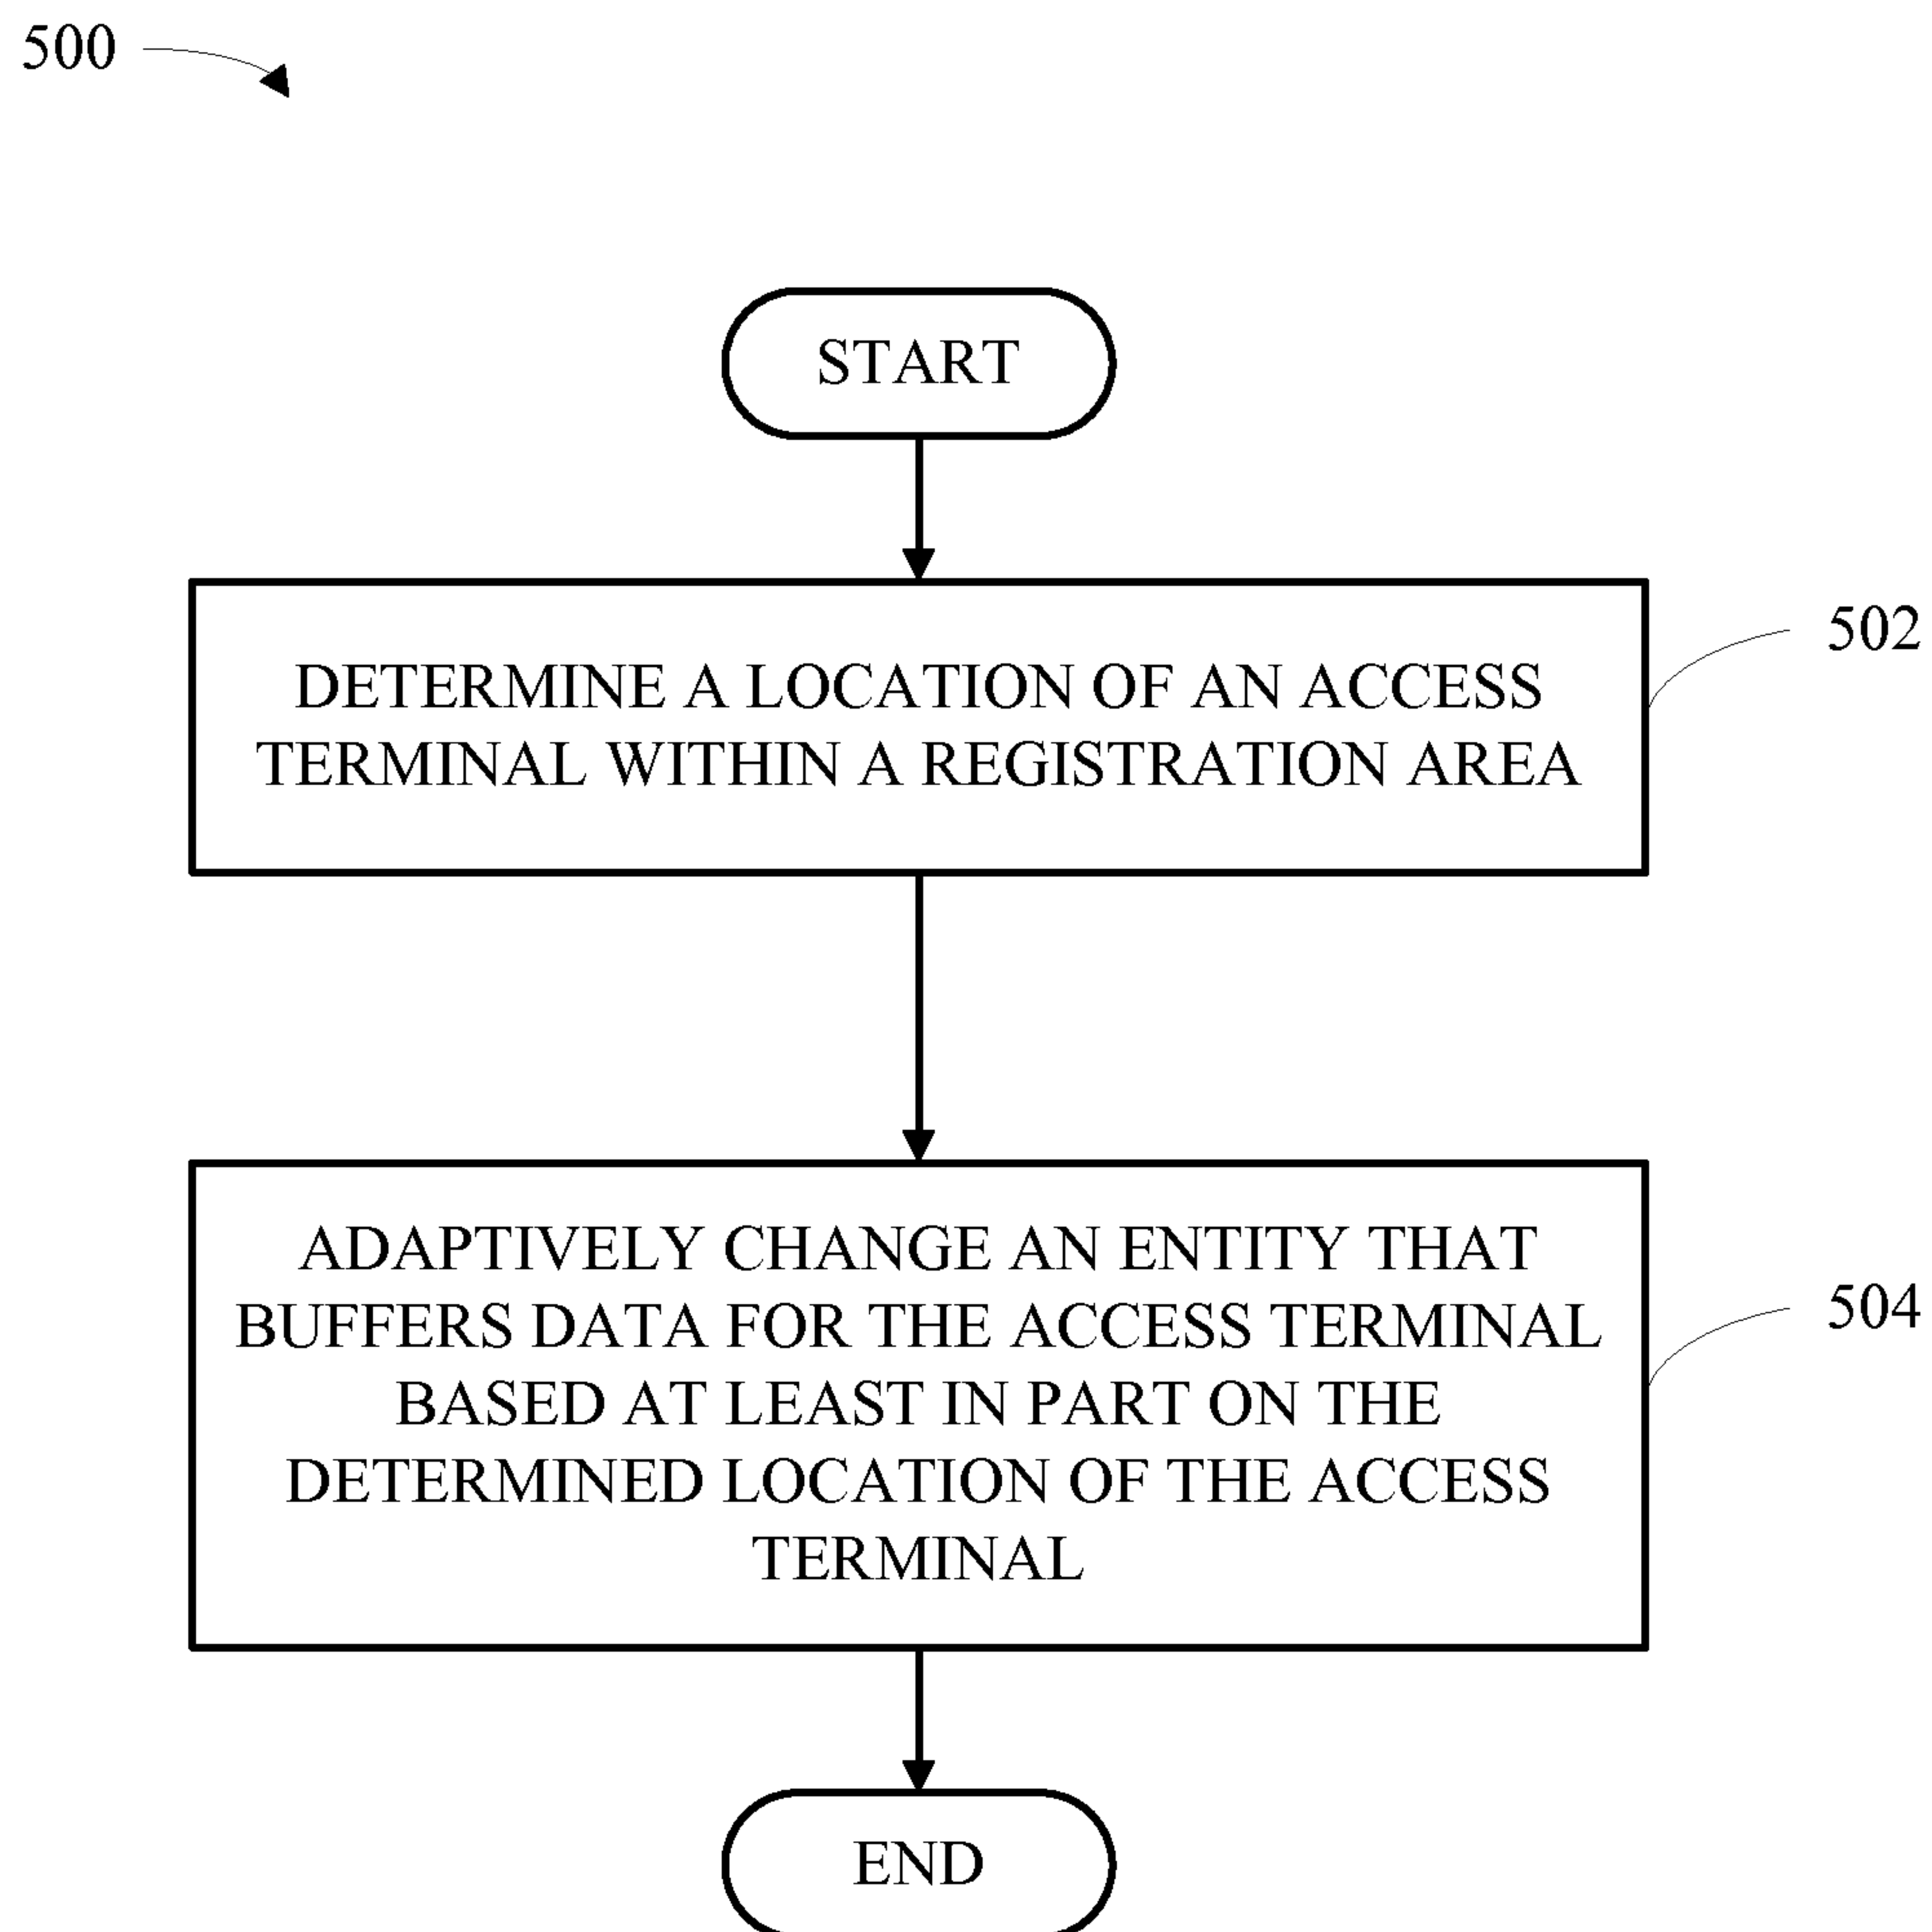 500
START
DETERMINE A LOCATION OF AN ACCESS
TERMINAL WITHIN A REGISTRATION AREA
502
ADAPTIVELY CHANGE AN ENTITY THAT
BUFFERS DATA FOR THE ACCESS TERMINAL
BASED AT LEAST IN PART ON THE
DETERMINED LOCATION OF THE ACCESS
TERMINAL
504
END